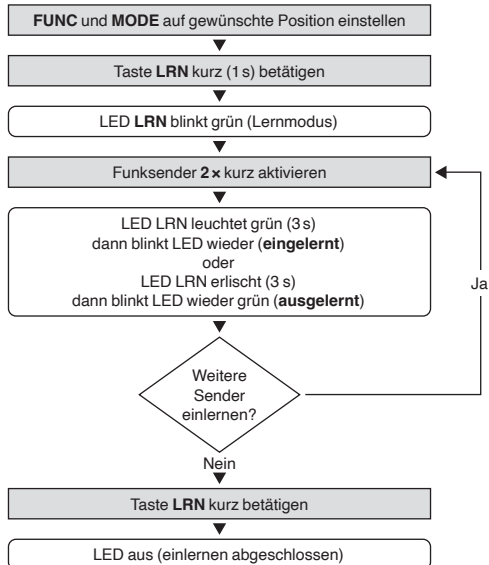 FUNC und MODE auf gewünschte Position einstellen
Taste LRN kurz (1 s) betätigen
LED LRN blinkt grün (Lernmodus)
Funksender 2 × kurz aktivieren
LED LRN leuchtet grün (3 s)
dann blinkt LED wieder (eingelernt)
oder
LED LRN erlischt (3 s)
dann blinkt LED wieder grün (ausgelernt)
Ja
Weitere
Sender
einlernen?
Nein
Taste LRN kurz betätigen
LED aus (einlernen abgeschlossen)